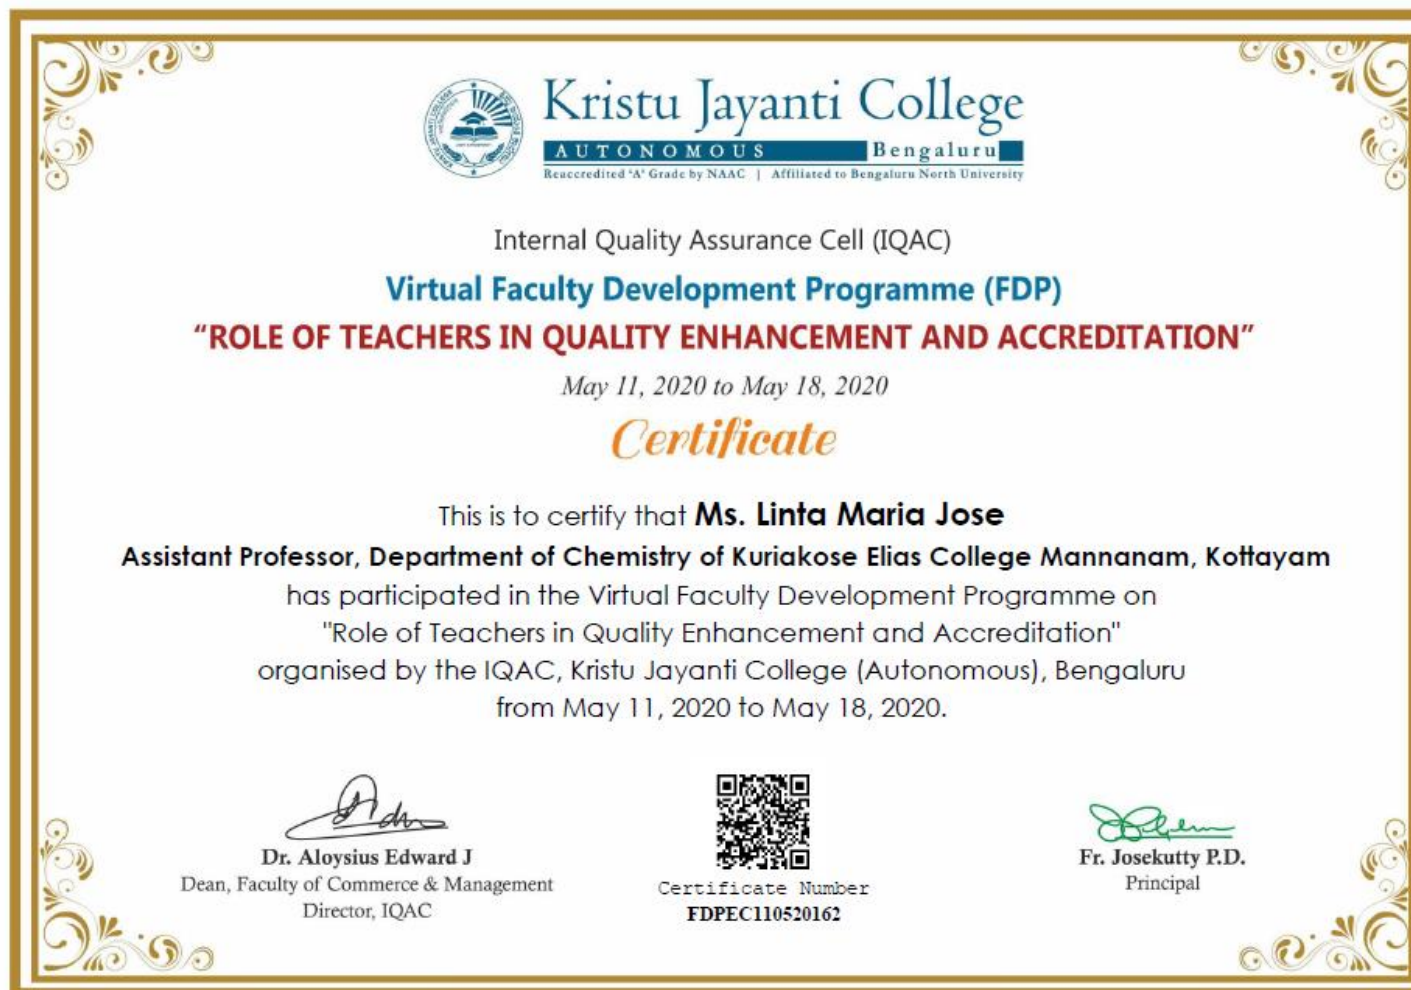 Kristu Jayanti College
AUTONOMOUS Bengaluru
Reaccredited 'A' Grade by NAAC | Affiliated to Bengaluru North University
Internal Quality Assurance Cell (IQAC)
Virtual Faculty Development Programme (FDP)
“ROLE OF TEACHERS IN QUALITY ENHANCEMENT AND ACCREDITATION”
May 11, 2020 to May 18, 2020
Certificate
This is to certify that Ms. Linta Maria Jose
Assistant Professor, Department of Chemistry of Kuriakose Elias College Mannanam, Kottayam
has participated in the Virtual Faculty Development Programme on
"Role of Teachers in Quality Enhancement and Accreditation"
organised by the IQAC, Kristu Jayanti College (Autonomous), Bengaluru
from May 11, 2020 to May 18, 2020.
Dr. Aloysius Edward J
Dean, Faculty of Commerce & Management
Director, IQAC
Certificate Number
FDPEC110520162
Fr. Josekutty P.D.
Principal